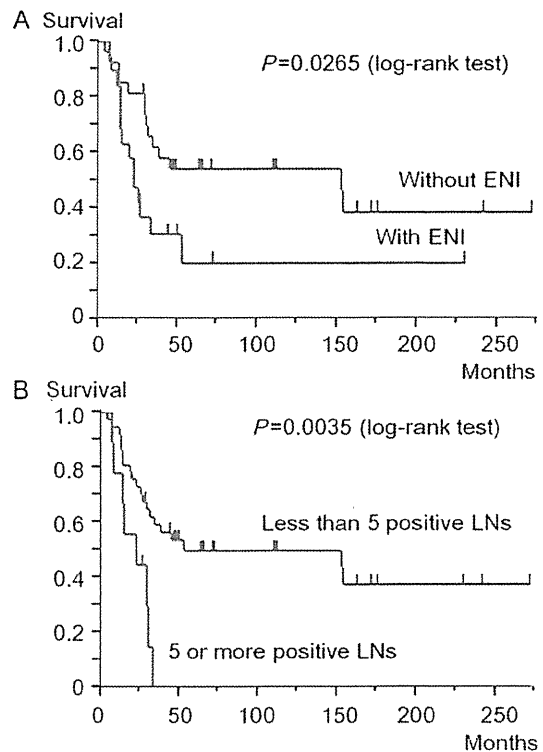 A Survival
1.0
P=0.0265 (log-rank test)
0.8
0.6
Without ENI
0.4
With ENI
0.2
0
0 50 100 150 200 250
Months
B Survival
1.0
P=0.0035 (log-rank test)
0.8
Less than 5 positive LNs
0.6
0.4
0.2
5 or more positive LNs
0
0 50 100 150 200 250
Months